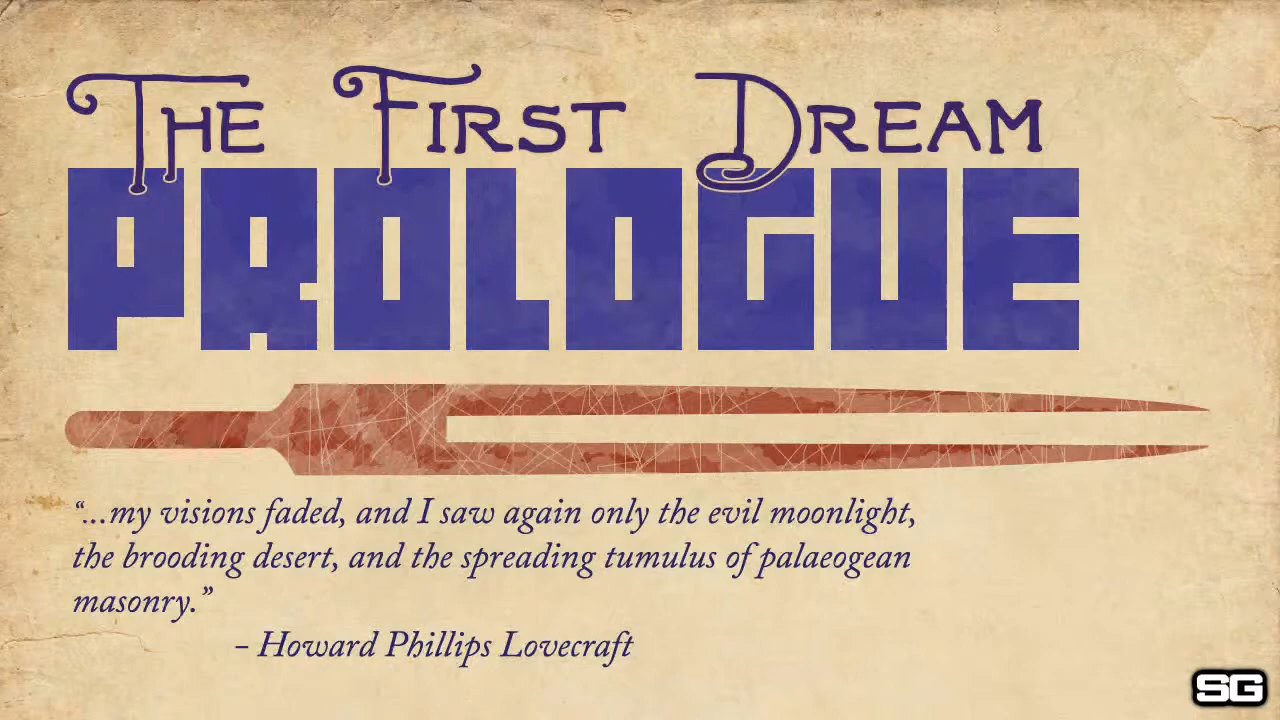 The First Dream
PROLOGUE
“...my visions faded, and I saw again only the evil moonlight,
the brooding desert, and the spreading tumulus of palaeogean
masonry.”
– Howard Phillips Lovecraft
SG